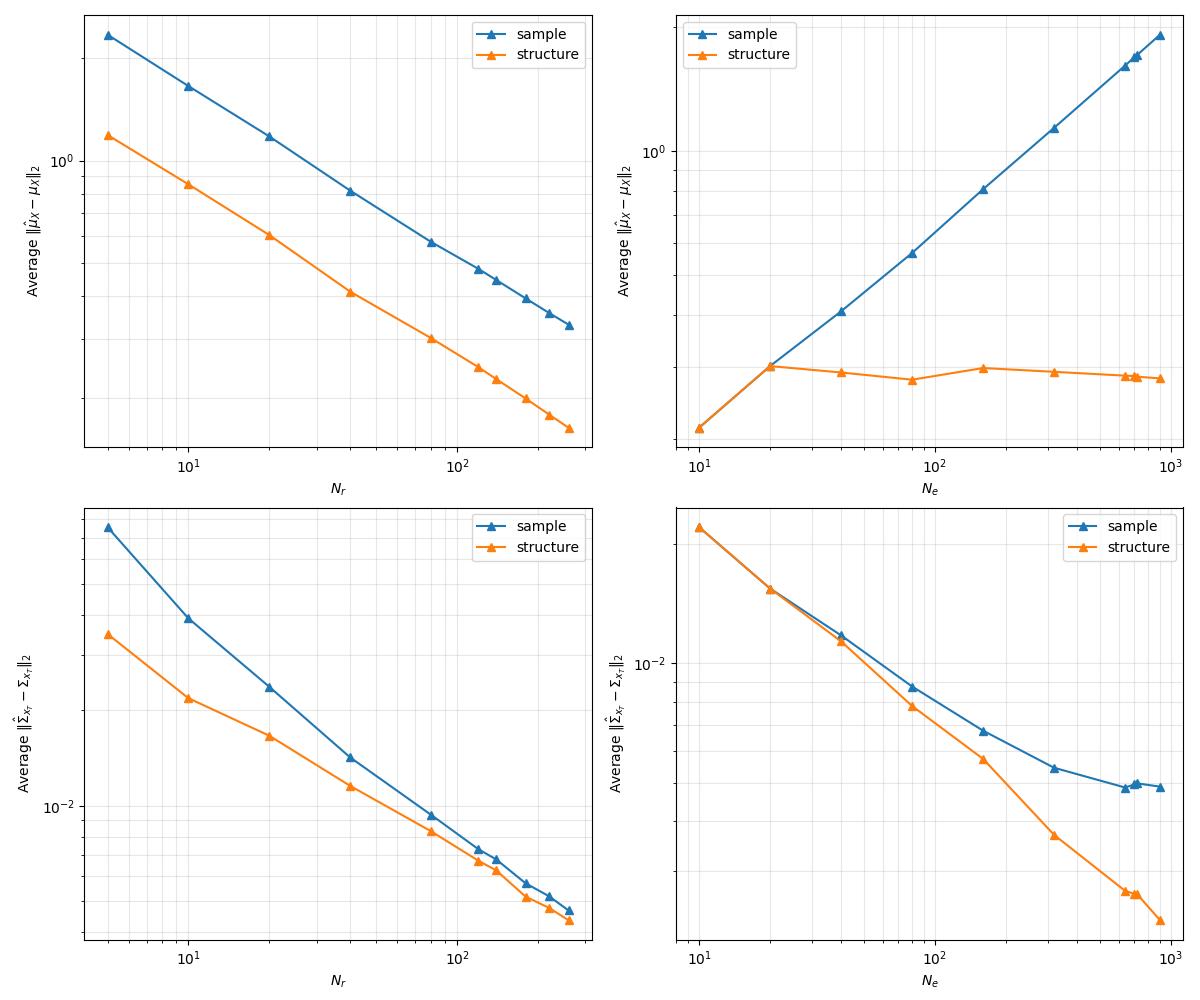 sample
structure
10⁰
Average ‖μ̂_X − μ_X‖₂
10¹
10²
N_r
sample
structure
10⁰
Average ‖μ̂_X − μ_X‖₂
10¹
10²
10³
N_e
sample
structure
10⁻²
Average ‖Σ̂_{x_T} − Σ_{x_T}‖₂
10¹
10²
N_r
sample
structure
10⁻²
Average ‖Σ̂_{x_T} − Σ_{x_T}‖₂
10¹
10²
10³
N_e